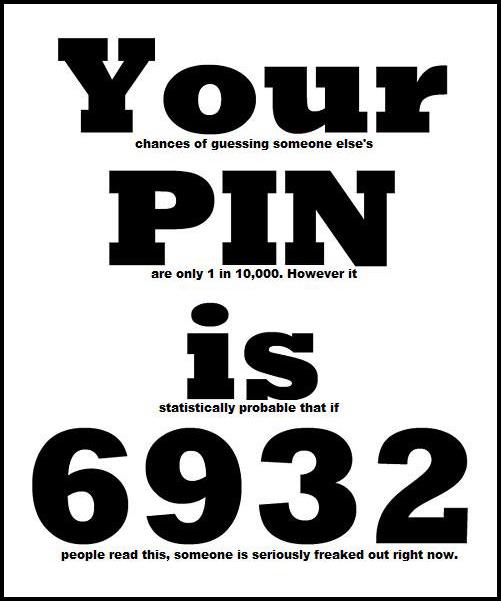 Your
chances of guessing someone else's
PIN
are only 1 in 10,000. However it
is
statistically probable that if
6932
people read this, someone is seriously freaked out right now.